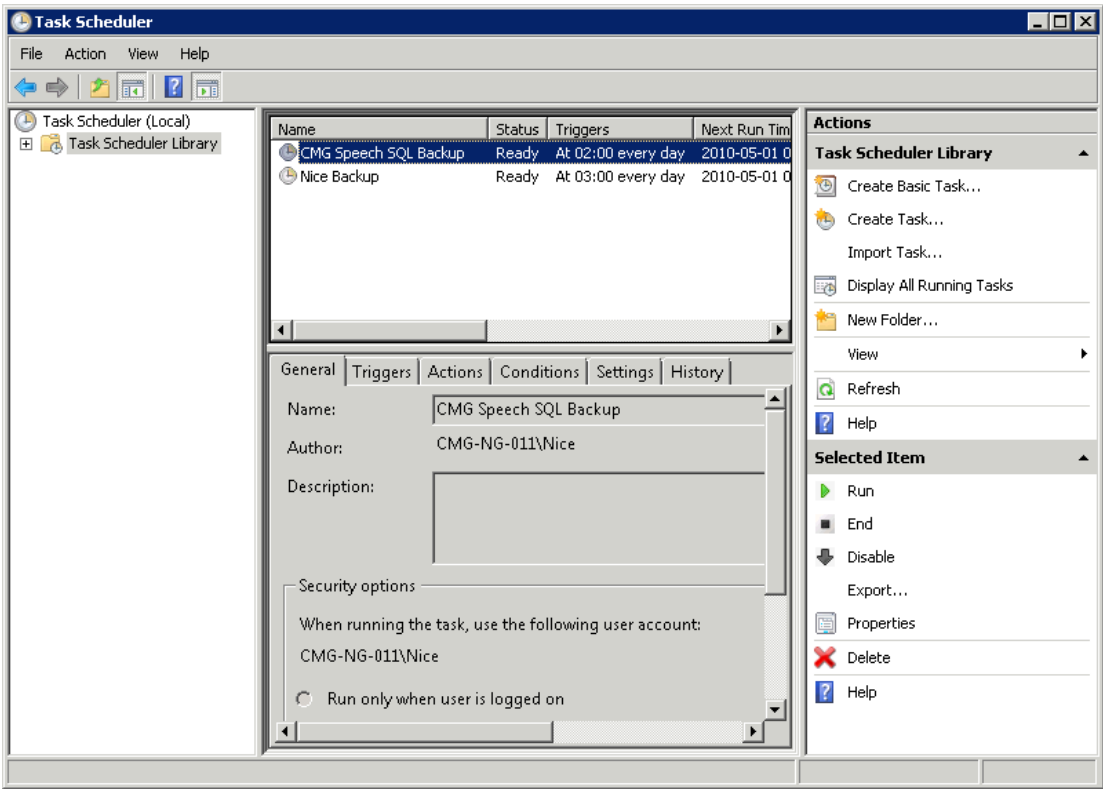 Task Scheduler
File Action View Help
Task Scheduler (Local)
Task Scheduler Library
Name Status Triggers Next Run Tim
CMG Speech SQL Backup Ready At 02:00 every day 2010-05-01 0
Nice Backup Ready At 03:00 every day 2010-05-01 0
General Triggers Actions Conditions Settings History
Name: CMG Speech SQL Backup
Author: CMG-NG-011\Nice
Description:
Security options
When running the task, use the following user account:
CMG-NG-011\Nice
Run only when user is logged on
Actions
Task Scheduler Library
Create Basic Task...
Create Task...
Import Task...
Display All Running Tasks
New Folder...
View
Refresh
Help
Selected Item
Run
End
Disable
Export...
Properties
Delete
Help